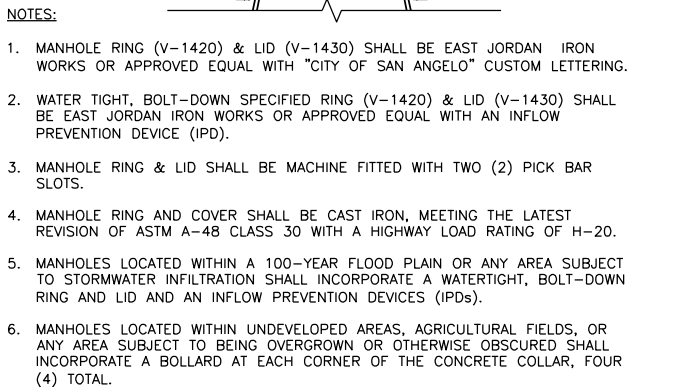 NOTES:
1. MANHOLE RING (V-1420) & LID (V-1430) SHALL BE EAST JORDAN IRON
WORKS OR APPROVED EQUAL WITH "CITY OF SAN ANGELO" CUSTOM LETTERING.
2. WATER TIGHT, BOLT-DOWN SPECIFIED RING (V-1420) & LID (V-1430) SHALL
BE EAST JORDAN IRON WORKS OR APPROVED EQUAL WITH AN INFLOW
PREVENTION DEVICE (IPD).
3. MANHOLE RING & LID SHALL BE MACHINE FITTED WITH TWO (2) PICK BAR
SLOTS.
4. MANHOLE RING AND COVER SHALL BE CAST IRON, MEETING THE LATEST
REVISION OF ASTM A-48 CLASS 30 WITH A HIGHWAY LOAD RATING OF H-20.
5. MANHOLES LOCATED WITHIN A 100-YEAR FLOOD PLAIN OR ANY AREA SUBJECT
TO STORMWATER INFILTRATION SHALL INCORPORATE A WATERTIGHT, BOLT-DOWN
RING AND LID AND AN INFLOW PREVENTION DEVICES (IPDs).
6. MANHOLES LOCATED WITHIN UNDEVELOPED AREAS, AGRICULTURAL FIELDS, OR
ANY AREA SUBJECT TO BEING OVERGROWN OR OTHERWISE OBSCURED SHALL
INCORPORATE A BOLLARD AT EACH CORNER OF THE CONCRETE COLLAR, FOUR
(4) TOTAL.